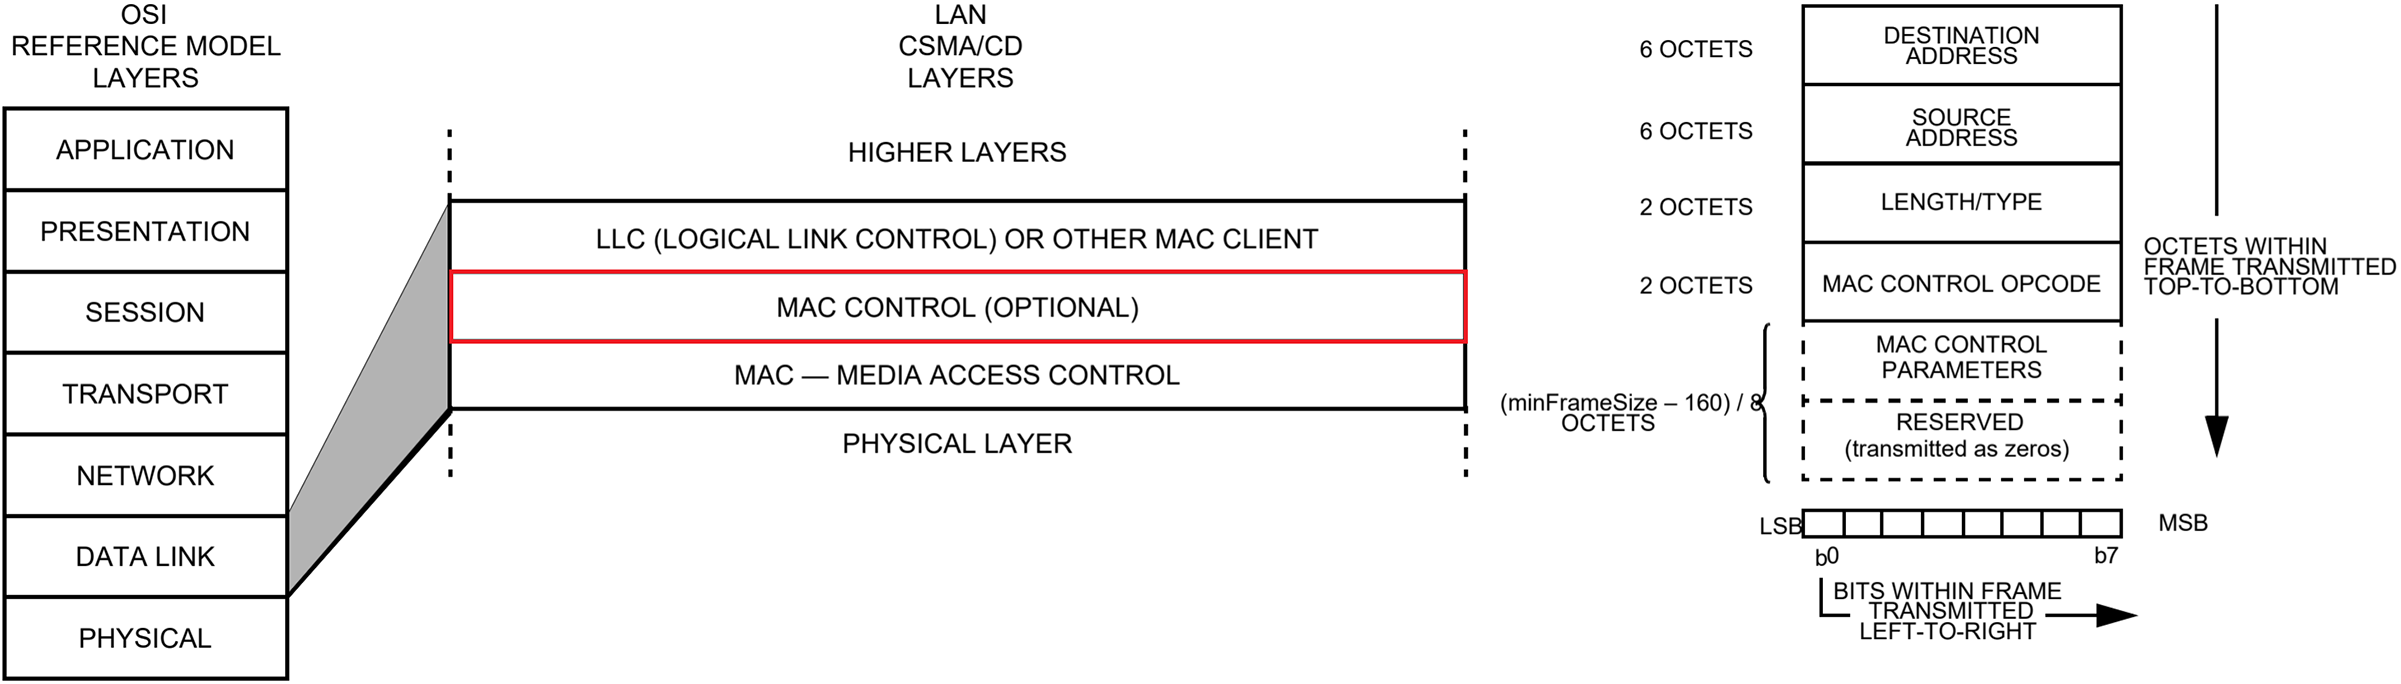 OSI
REFERENCE MODEL
LAYERS
APPLICATION
PRESENTATION
SESSION
TRANSPORT
NETWORK
DATA LINK
PHYSICAL
LAN
CSMA/CD
LAYERS
HIGHER LAYERS
LLC (LOGICAL LINK CONTROL) OR OTHER MAC CLIENT
MAC CONTROL (OPTIONAL)
MAC — MEDIA ACCESS CONTROL
PHYSICAL LAYER
6 OCTETS
DESTINATION
ADDRESS
6 OCTETS
SOURCE
ADDRESS
2 OCTETS
LENGTH/TYPE
2 OCTETS
MAC CONTROL OPCODE
(minFrameSize – 160) / 8
OCTETS
MAC CONTROL
PARAMETERS
RESERVED
(transmitted as zeros)
OCTETS WITHIN
FRAME TRANSMITTED
TOP-TO-BOTTOM
LSB
MSB
b0
b7
BITS WITHIN FRAME
TRANSMITTED
LEFT-TO-RIGHT